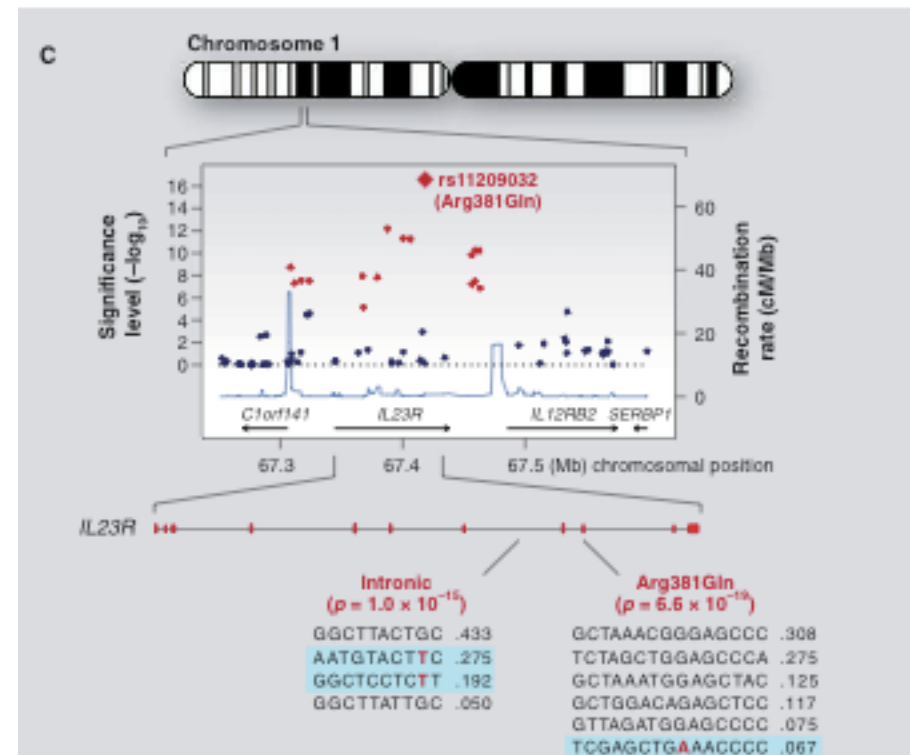 C
Chromosome 1
Significance
level (–log₁₀)
16
14
12
10
8
6
4
2
0
rs11209032
(Arg381Gln)
60
40
20
0
Recombination
rate (cM/Mb)
C1orf141
IL23R
IL12RB2
SERBP1
67.3
67.4
67.5 (Mb) chromosomal position
IL23R
Intronic
(p = 1.0 × 10⁻¹⁵)
GGCTTACTGC .433
AATGTACTTC .275
GGCTCCTCTT .192
GGCTTATTGC .050
Arg381Gln
(p = 6.6 × 10⁻¹⁹)
GCTAAACGGGAGCCC .308
TCTAGCTGGAGCCCA .275
GCTAAATGGAGCTAC .125
GCTGGACAGAGCTCC .117
GTTAGATGGAGCCCC .075
TCGAGCTGAAACCCC .067